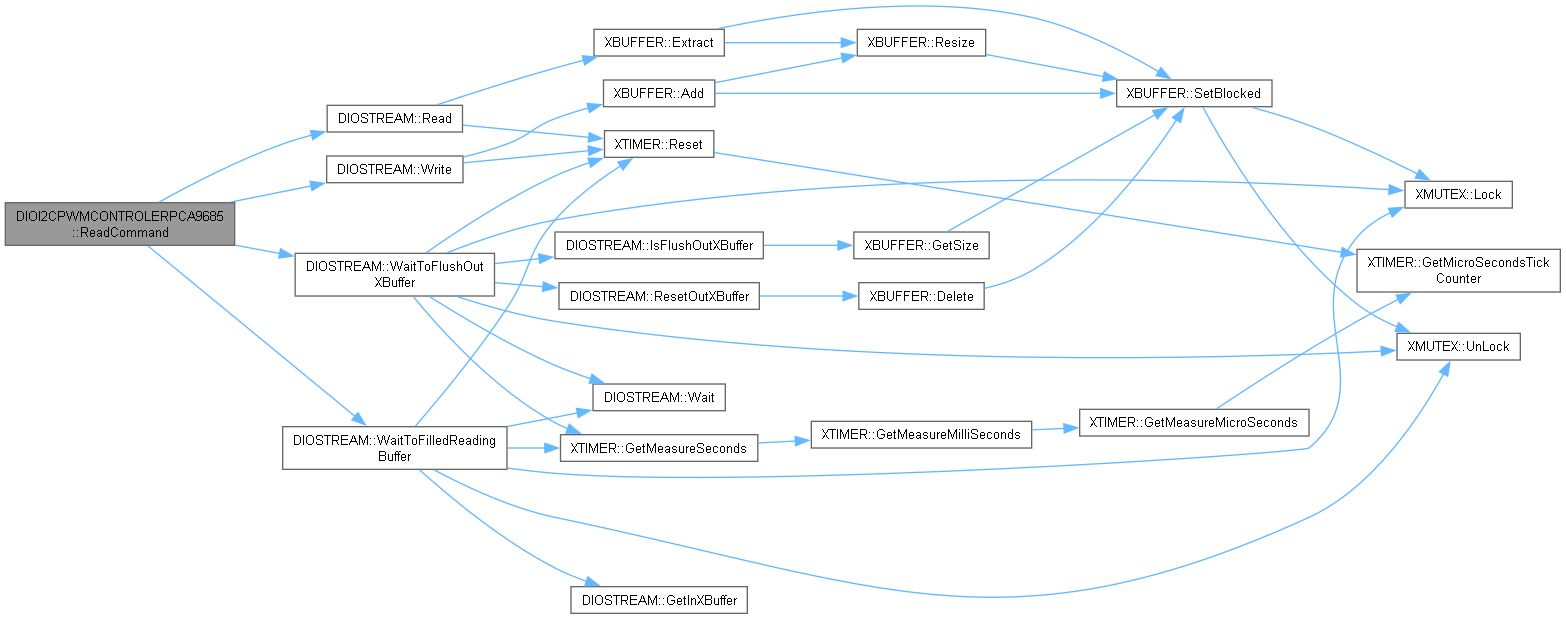 DIOI2CPWMCONTROLERPCA9685
::ReadCommand
DIOSTREAM::Read
DIOSTREAM::Write
DIOSTREAM::WaitToFlushOut
XBuffer
DIOSTREAM::WaitToFilledReading
Buffer
XBUFFER::Extract
XBUFFER::Add
XTIMER::Reset
DIOSTREAM::IsFlushOutXBuffer
DIOSTREAM::ResetOutXBuffer
DIOSTREAM::Wait
XTIMER::GetMeasureSeconds
DIOSTREAM::GetInXBuffer
XBUFFER::Resize
XBUFFER::GetSize
XBUFFER::Delete
XTIMER::GetMeasureMilliSeconds
XBUFFER::SetBlocked
XTIMER::GetMeasureMicroSeconds
XMUTEX::Lock
XTIMER::GetMicroSecondsTick
Counter
XMUTEX::UnLock